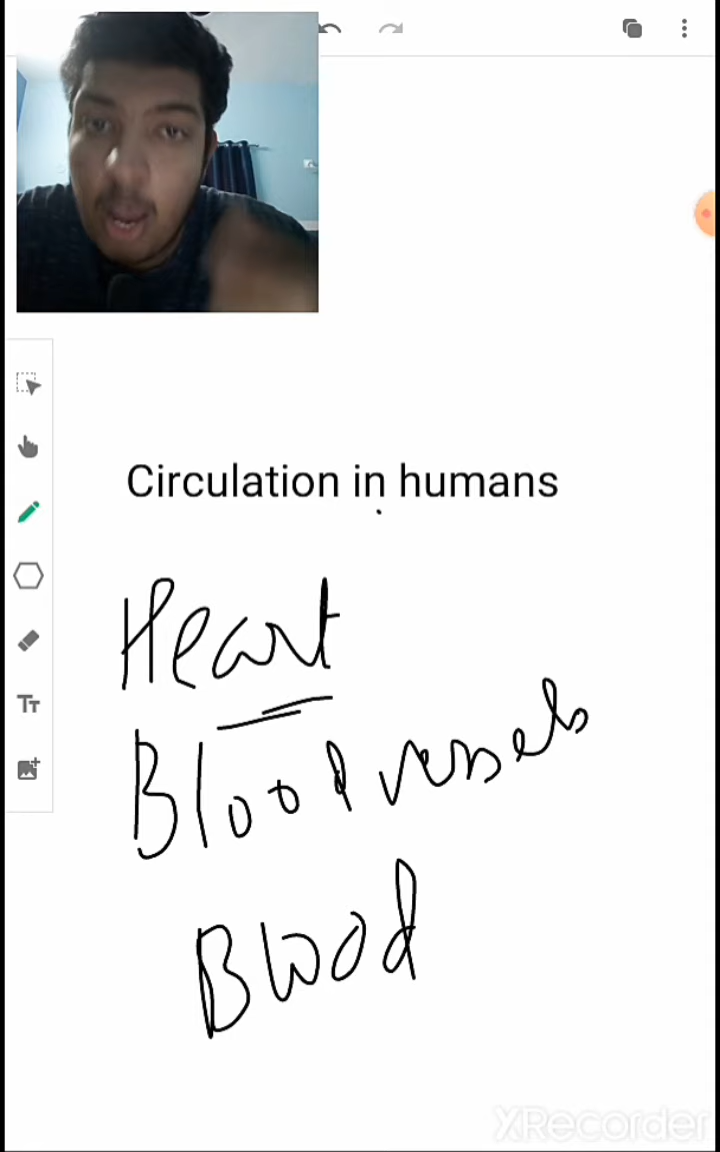 Circulation in humans
Heart
Blood vessels
Blood
XRecorder